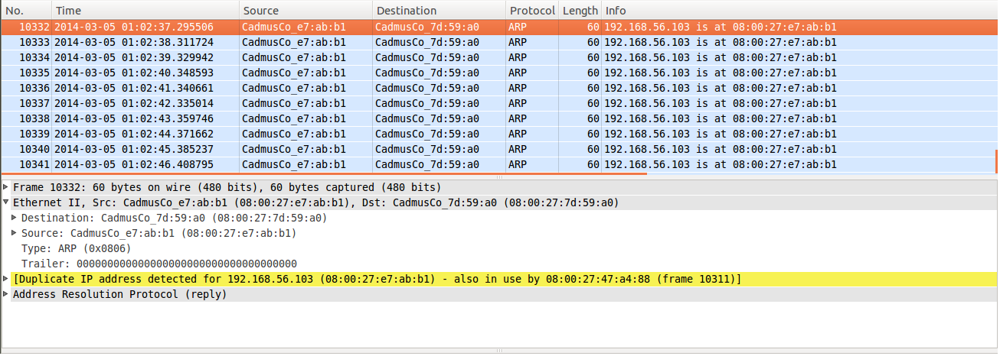 No. Time Source Destination Protocol Length Info
10332 2014-03-05 01:02:37.295506 CadmusCo_e7:ab:b1 CadmusCo_7d:59:a0 ARP 60 192.168.56.103 is at 08:00:27:e7:ab:b1
10333 2014-03-05 01:02:38.311724 CadmusCo_e7:ab:b1 CadmusCo_7d:59:a0 ARP 60 192.168.56.103 is at 08:00:27:e7:ab:b1
10334 2014-03-05 01:02:39.329942 CadmusCo_e7:ab:b1 CadmusCo_7d:59:a0 ARP 60 192.168.56.103 is at 08:00:27:e7:ab:b1
10335 2014-03-05 01:02:40.348593 CadmusCo_e7:ab:b1 CadmusCo_7d:59:a0 ARP 60 192.168.56.103 is at 08:00:27:e7:ab:b1
10336 2014-03-05 01:02:41.340661 CadmusCo_e7:ab:b1 CadmusCo_7d:59:a0 ARP 60 192.168.56.103 is at 08:00:27:e7:ab:b1
10337 2014-03-05 01:02:42.335014 CadmusCo_e7:ab:b1 CadmusCo_7d:59:a0 ARP 60 192.168.56.103 is at 08:00:27:e7:ab:b1
10338 2014-03-05 01:02:43.359746 CadmusCo_e7:ab:b1 CadmusCo_7d:59:a0 ARP 60 192.168.56.103 is at 08:00:27:e7:ab:b1
10339 2014-03-05 01:02:44.371662 CadmusCo_e7:ab:b1 CadmusCo_7d:59:a0 ARP 60 192.168.56.103 is at 08:00:27:e7:ab:b1
10340 2014-03-05 01:02:45.385237 CadmusCo_e7:ab:b1 CadmusCo_7d:59:a0 ARP 60 192.168.56.103 is at 08:00:27:e7:ab:b1
10341 2014-03-05 01:02:46.408795 CadmusCo_e7:ab:b1 CadmusCo_7d:59:a0 ARP 60 192.168.56.103 is at 08:00:27:e7:ab:b1
Frame 10332: 60 bytes on wire (480 bits), 60 bytes captured (480 bits)
Ethernet II, Src: CadmusCo_e7:ab:b1 (08:00:27:e7:ab:b1), Dst: CadmusCo_7d:59:a0 (08:00:27:7d:59:a0)
Destination: CadmusCo_7d:59:a0 (08:00:27:7d:59:a0)
Source: CadmusCo_e7:ab:b1 (08:00:27:e7:ab:b1)
Type: ARP (0x0806)
Trailer: 000000000000000000000000000000000000
[Duplicate IP address detected for 192.168.56.103 (08:00:27:e7:ab:b1) - also in use by 08:00:27:47:a4:88 (frame 10311)]
Address Resolution Protocol (reply)